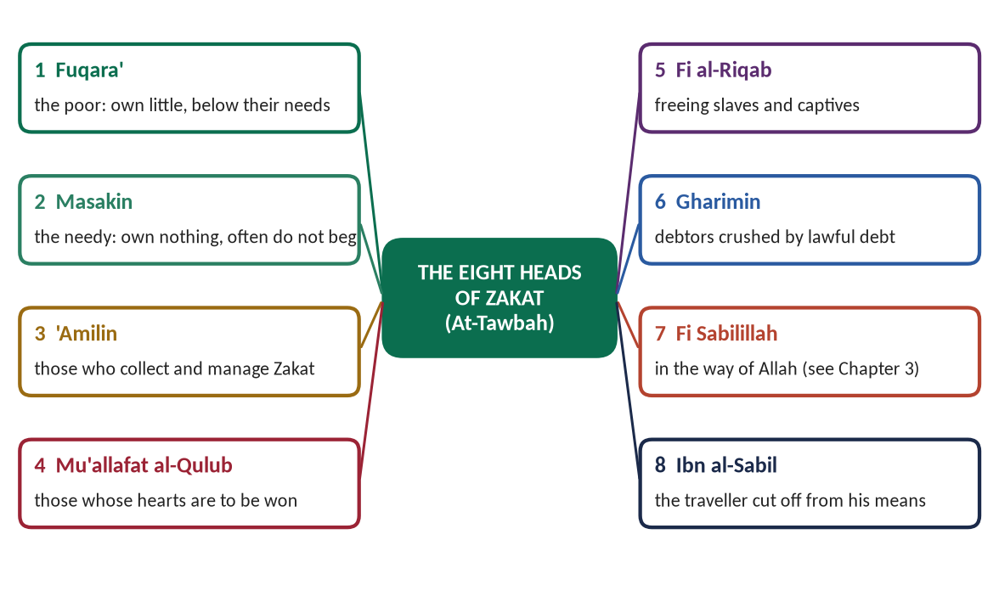 1 Fuqara'
the poor: own little, below their needs
2 Masakin
the needy: own nothing, often do not beg
3 'Amilin
those who collect and manage Zakat
4 Mu'allafat al-Qulub
those whose hearts are to be won
THE EIGHT HEADS
OF ZAKAT
(At-Tawbah)
5 Fi al-Riqab
freeing slaves and captives
6 Gharimin
debtors crushed by lawful debt
7 Fi Sabilillah
in the way of Allah (see Chapter 3)
8 Ibn al-Sabil
the traveller cut off from his means